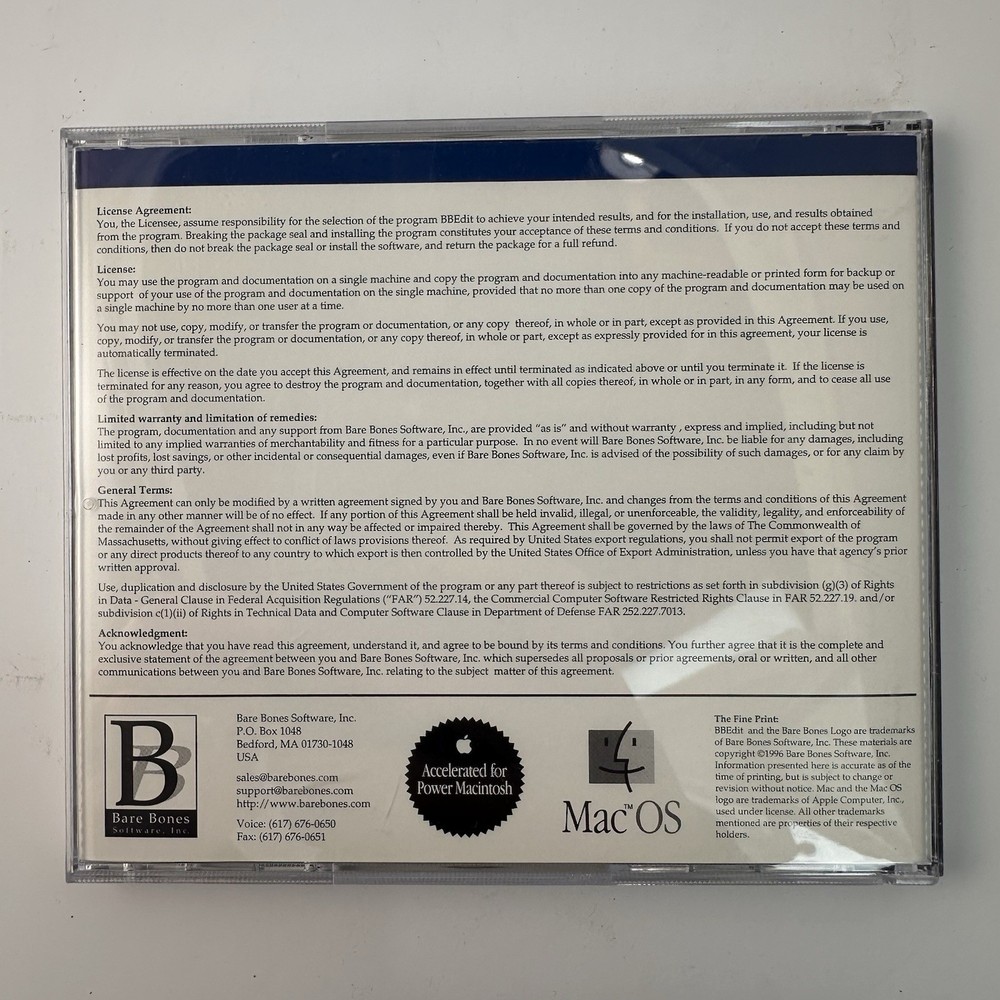 License Agreement:
You, the Licensee, assume responsibility for the selection of the program BBEdit to achieve your intended results, and for the installation, use, and results obtained
from the program. Breaking the package seal and installing the program constitutes your acceptance of these terms and conditions. If you do not accept these terms and
conditions, then do not break the package seal or install the software, and return the package for a full refund.
License:
You may use the program and documentation on a single machine and copy the program and documentation into any machine-readable or printed form for backup or
support of your use of the program and documentation on the single machine, provided that no more than one copy of the program and documentation may be used on
a single machine by no more than one user at a time.
You may not use, copy, modify, or transfer the program or documentation, or any copy thereof, in whole or in part, except as provided in this Agreement. If you use,
copy, modify, or transfer the program or documentation, or any copy thereof, in whole or part, except as expressly provided for in this agreement, your license is
automatically terminated.
The license is effective on the date you accept this Agreement, and remains in effect until terminated as indicated above or until you terminate it. If the license is
terminated for any reason, you agree to destroy the program and documentation, together with all copies thereof, in whole or in part, in any form, and to cease all use
of the program and documentation.
Limited warranty and limitation of remedies:
The program, documentation and any support from Bare Bones Software, Inc., are provided “as is” and without warranty , express and implied, including but not
limited to any implied warranties of merchantability and fitness for a particular purpose. In no event will Bare Bones Software, Inc. be liable for any damages, including
lost profits, lost savings, or other incidental or consequential damages, even if Bare Bones Software, Inc. is advised of the possibility of such damages, or for any claim by
you or any third party.
General Terms:
This Agreement can only be modified by a written agreement signed by you and Bare Bones Software, Inc. and changes from the terms and conditions of this Agreement
made in any other manner will be of no effect. If any portion of this Agreement shall be held invalid, illegal, or unenforceable, the validity, legality, and enforceability of
the remainder of the Agreement shall not in any way be affected or impaired thereby. This Agreement shall be governed by the laws of The Commonwealth of
Massachusetts, without giving effect to conflict of laws provisions thereof. As required by United States export regulations, you shall not permit export of the program
or any direct products thereof to any country to which export is then controlled by the United States Office of Export Administration, unless you have that agency's prior
written approval.
Use, duplication and disclosure by the United States Government of the program or any part thereof is subject to restrictions as set forth in subdivision (g)(3) of Rights
in Data - General Clause in Federal Acquisition Regulations (“FAR”) 52.227.14, the Commercial Computer Software Restricted Rights Clause in FAR 52.227.19. and/or
subdivision c(1)(ii) of Rights in Technical Data and Computer Software Clause in Department of Defense FAR 252.227.7013.
Acknowledgment:
You acknowledge that you have read this agreement, understand it, and agree to be bound by its terms and conditions. You further agree that it is the complete and
exclusive statement of the agreement between you and Bare Bones Software, Inc. which supersedes all proposals or prior agreements, oral or written, and all other
communications between you and Bare Bones Software, Inc. relating to the subject matter of this agreement.
B B
Bare Bones
Software, Inc.
Bare Bones Software, Inc.
P.O. Box 1048
Bedford, MA 01730-1048
USA
sales@barebones.com
support@barebones.com
http://www.barebones.com
Voice: (617) 676-0650
Fax: (617) 676-0651
Accelerated for
Power Macintosh
Mac™OS
The Fine Print:
BBEdit and the Bare Bones Logo are trademarks
of Bare Bones Software, Inc. These materials are
copyright ©1996 Bare Bones Software, Inc.
Information presented here is accurate as of the
time of printing, but is subject to change or
revision without notice. Mac and the Mac OS
logo are trademarks of Apple Computer, Inc.,
used under license. All other trademarks
mentioned are properties of their respective
holders.